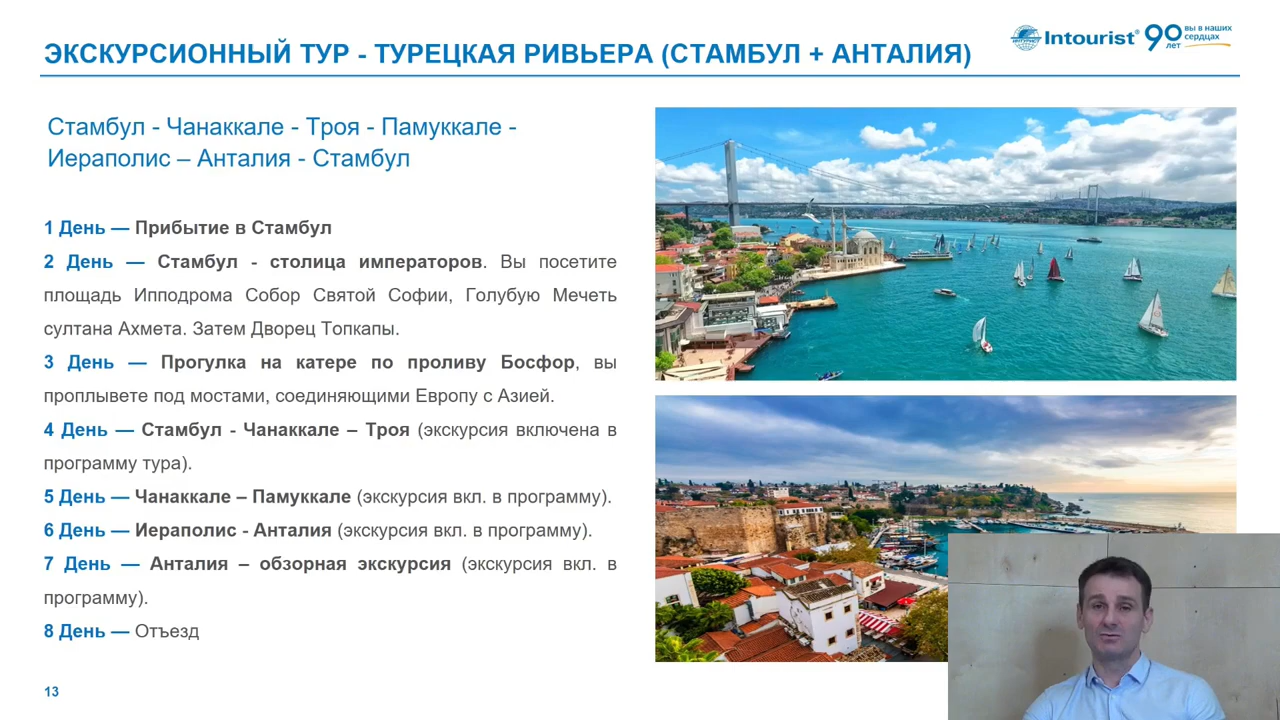 ЭКСКУРСИОННЫЙ ТУР - ТУРЕЦКАЯ РИВЬЕРА (СТАМБУЛ + АНТАЛИЯ)
ИНТУРИСТ Intourist® 90 лет вы в наших сердцах
Стамбул - Чанаккале - Троя - Памуккале -
Иераполис – Анталия - Стамбул
1 День — Прибытие в Стамбул
2 День — Стамбул - столица императоров. Вы посетите
площадь Ипподрома Собор Святой Софии, Голубую Мечеть
султана Ахмета. Затем Дворец Топкапы.
3 День — Прогулка на катере по проливу Босфор, вы
проплывете под мостами, соединяющими Европу с Азией.
4 День — Стамбул - Чанаккале – Троя (экскурсия включена в
программу тура).
5 День — Чанаккале – Памуккале (экскурсия вкл. в программу).
6 День — Иераполис - Анталия (экскурсия вкл. в программу).
7 День — Анталия – обзорная экскурсия (экскурсия вкл. в
программу).
8 День — Отъезд
13